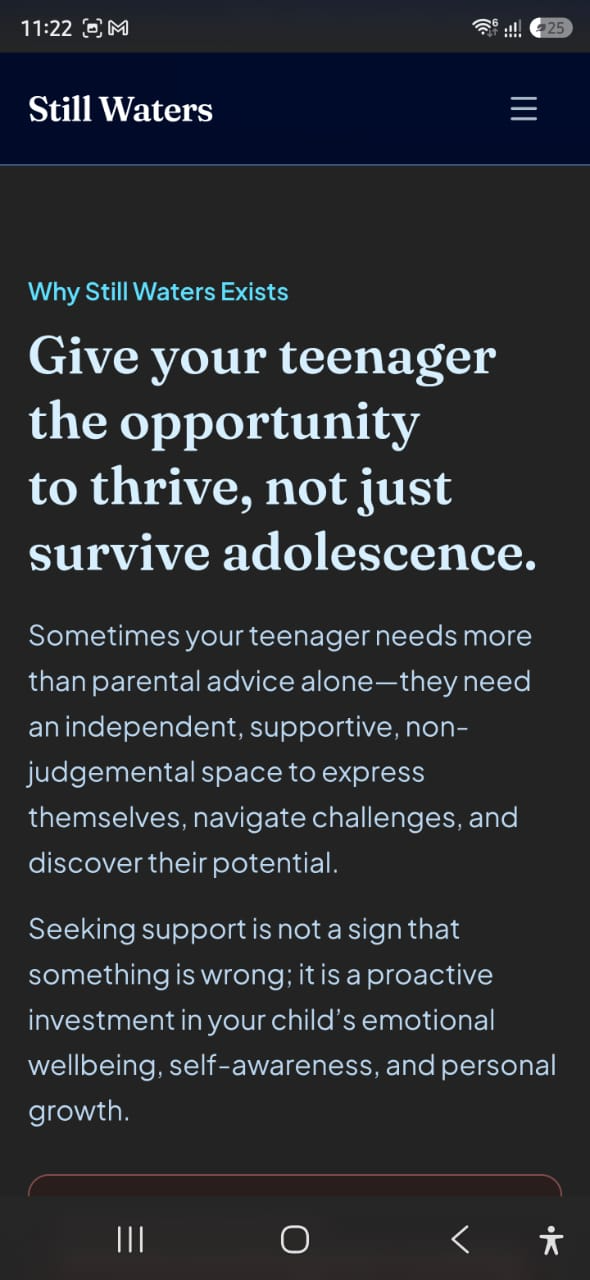 11:22
6
25
Still Waters
Why Still Waters Exists
Give your teenager
the opportunity
to thrive, not just
survive adolescence.
Sometimes your teenager needs more
than parental advice alone—they need
an independent, supportive, non-
judgemental space to express
themselves, navigate challenges, and
discover their potential.
Seeking support is not a sign that
something is wrong; it is a proactive
investment in your child’s emotional
wellbeing, self-awareness, and personal
growth.